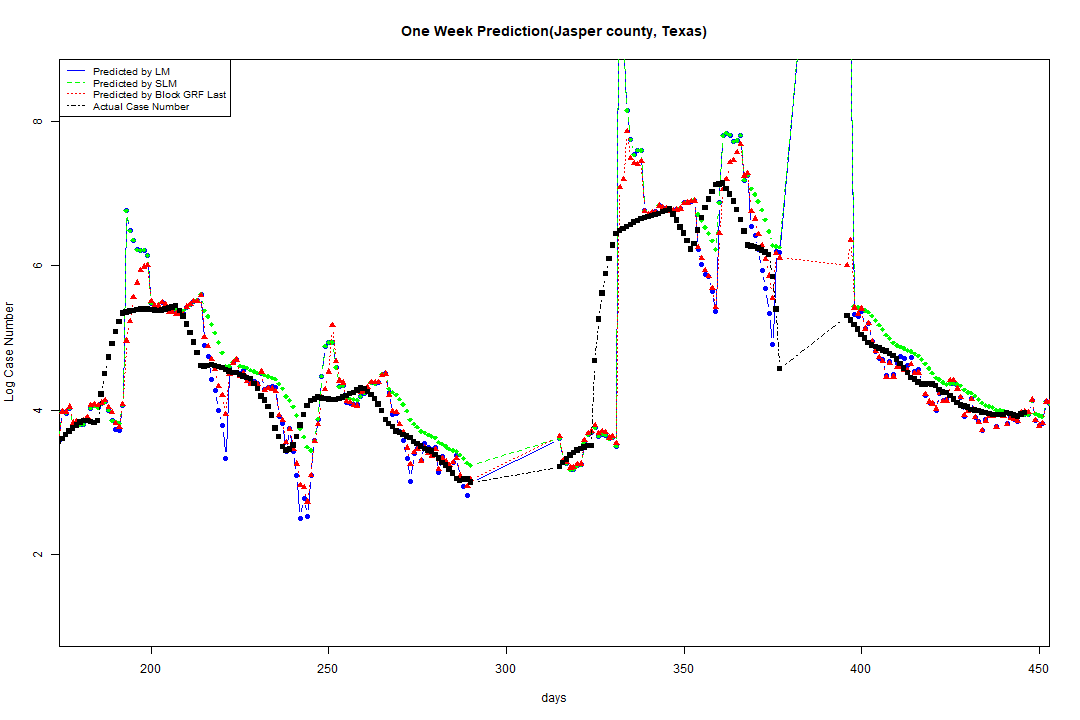 One Week Prediction(Jasper county, Texas)
Predicted by LM
Predicted by SLM
Predicted by Block GRF Last
Actual Case Number
Log Case Number
8
6
4
2
200
250
300
350
400
450
days